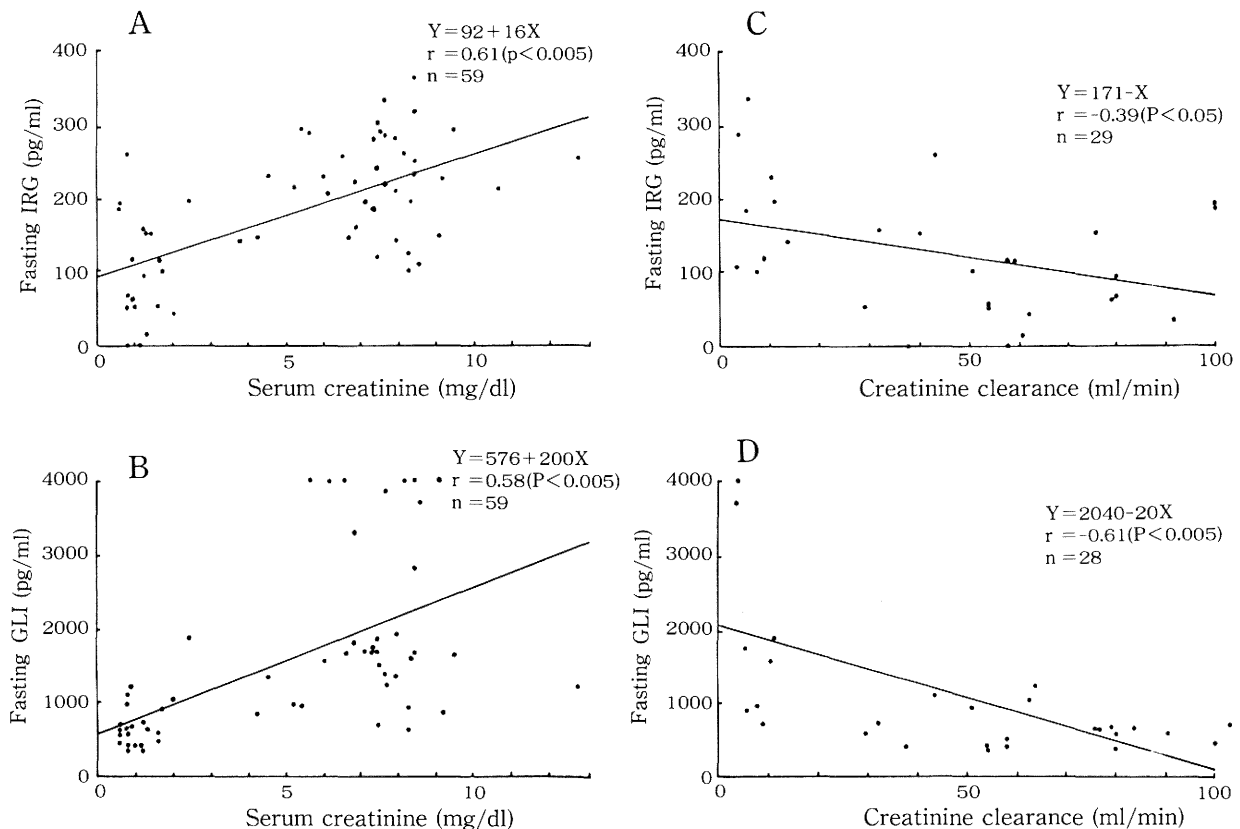 A
Y=92+16X
r =0.61(p<0.005)
n =59
400
300
200
100
0
Fasting IRG (pg/ml)
0 5 10
Serum creatinine (mg/dl)
C
Y=171-X
r =-0.39(P<0.05)
n =29
400
300
200
100
0
Fasting IRG (pg/ml)
0 50 100
Creatinine clearance (ml/min)
B
Y=576+200X
r =0.58(P<0.005)
n =59
4000
3000
2000
1000
0
Fasting GLI (pg/ml)
0 5 10
Serum creatinine (mg/dl)
D
Y=2040-20X
r =-0.61(P<0.005)
n =28
4000
3000
2000
1000
0
Fasting GLI (pg/ml)
0 50 100
Creatinine clearance (ml/min)